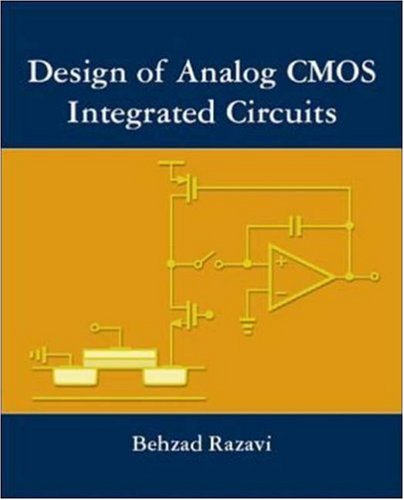 Design of Analog CMOS
Integrated Circuits
+
−
Behzad Razavi